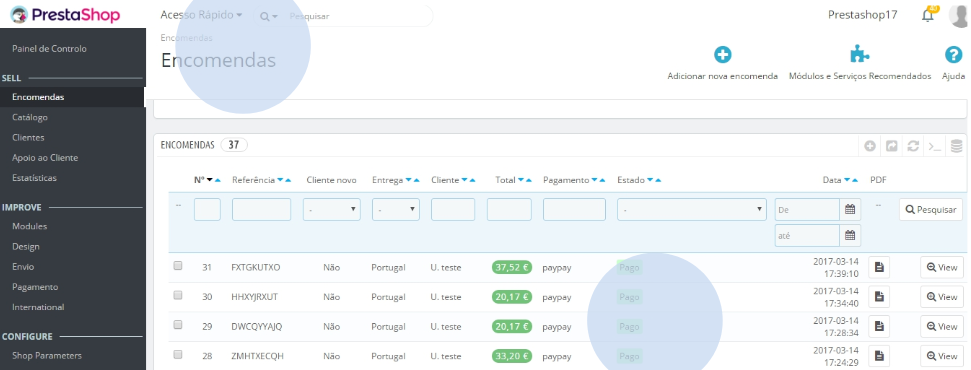 PrestaShop
Acesso Rápido Pesquisar Prestashop17 40
Encomendas
Encomendas
Adicionar nova encomenda Módulos e Serviços Recomendados Ajuda
Painel de Controlo
SELL
Encomendas
Catálogo
Clientes
Apoio ao Cliente
Estatísticas
IMPROVE
Modules
Design
Envio
Pagamento
International
CONFIGURE
Shop Parameters
ENCOMENDAS 37
Nº Referência Cliente novo Entrega Cliente Total Pagamento Estado Data PDF
-- - - - De -- Pesquisar
até
31 FXTGKUTXO Não Portugal U. teste 37,52 € paypay Pago 2017-03-14 View
17:39:10
30 HHXYJRXUT Não Portugal U. teste 20,17 € paypay Pago 2017-03-14 View
17:34:40
29 DWCQYYAJQ Não Portugal U. teste 20,17 € paypay Pago 2017-03-14 View
17:28:34
28 ZMHTXECQH Não Portugal U. teste 33,20 € paypay Pago 2017-03-14 View
17:24:29